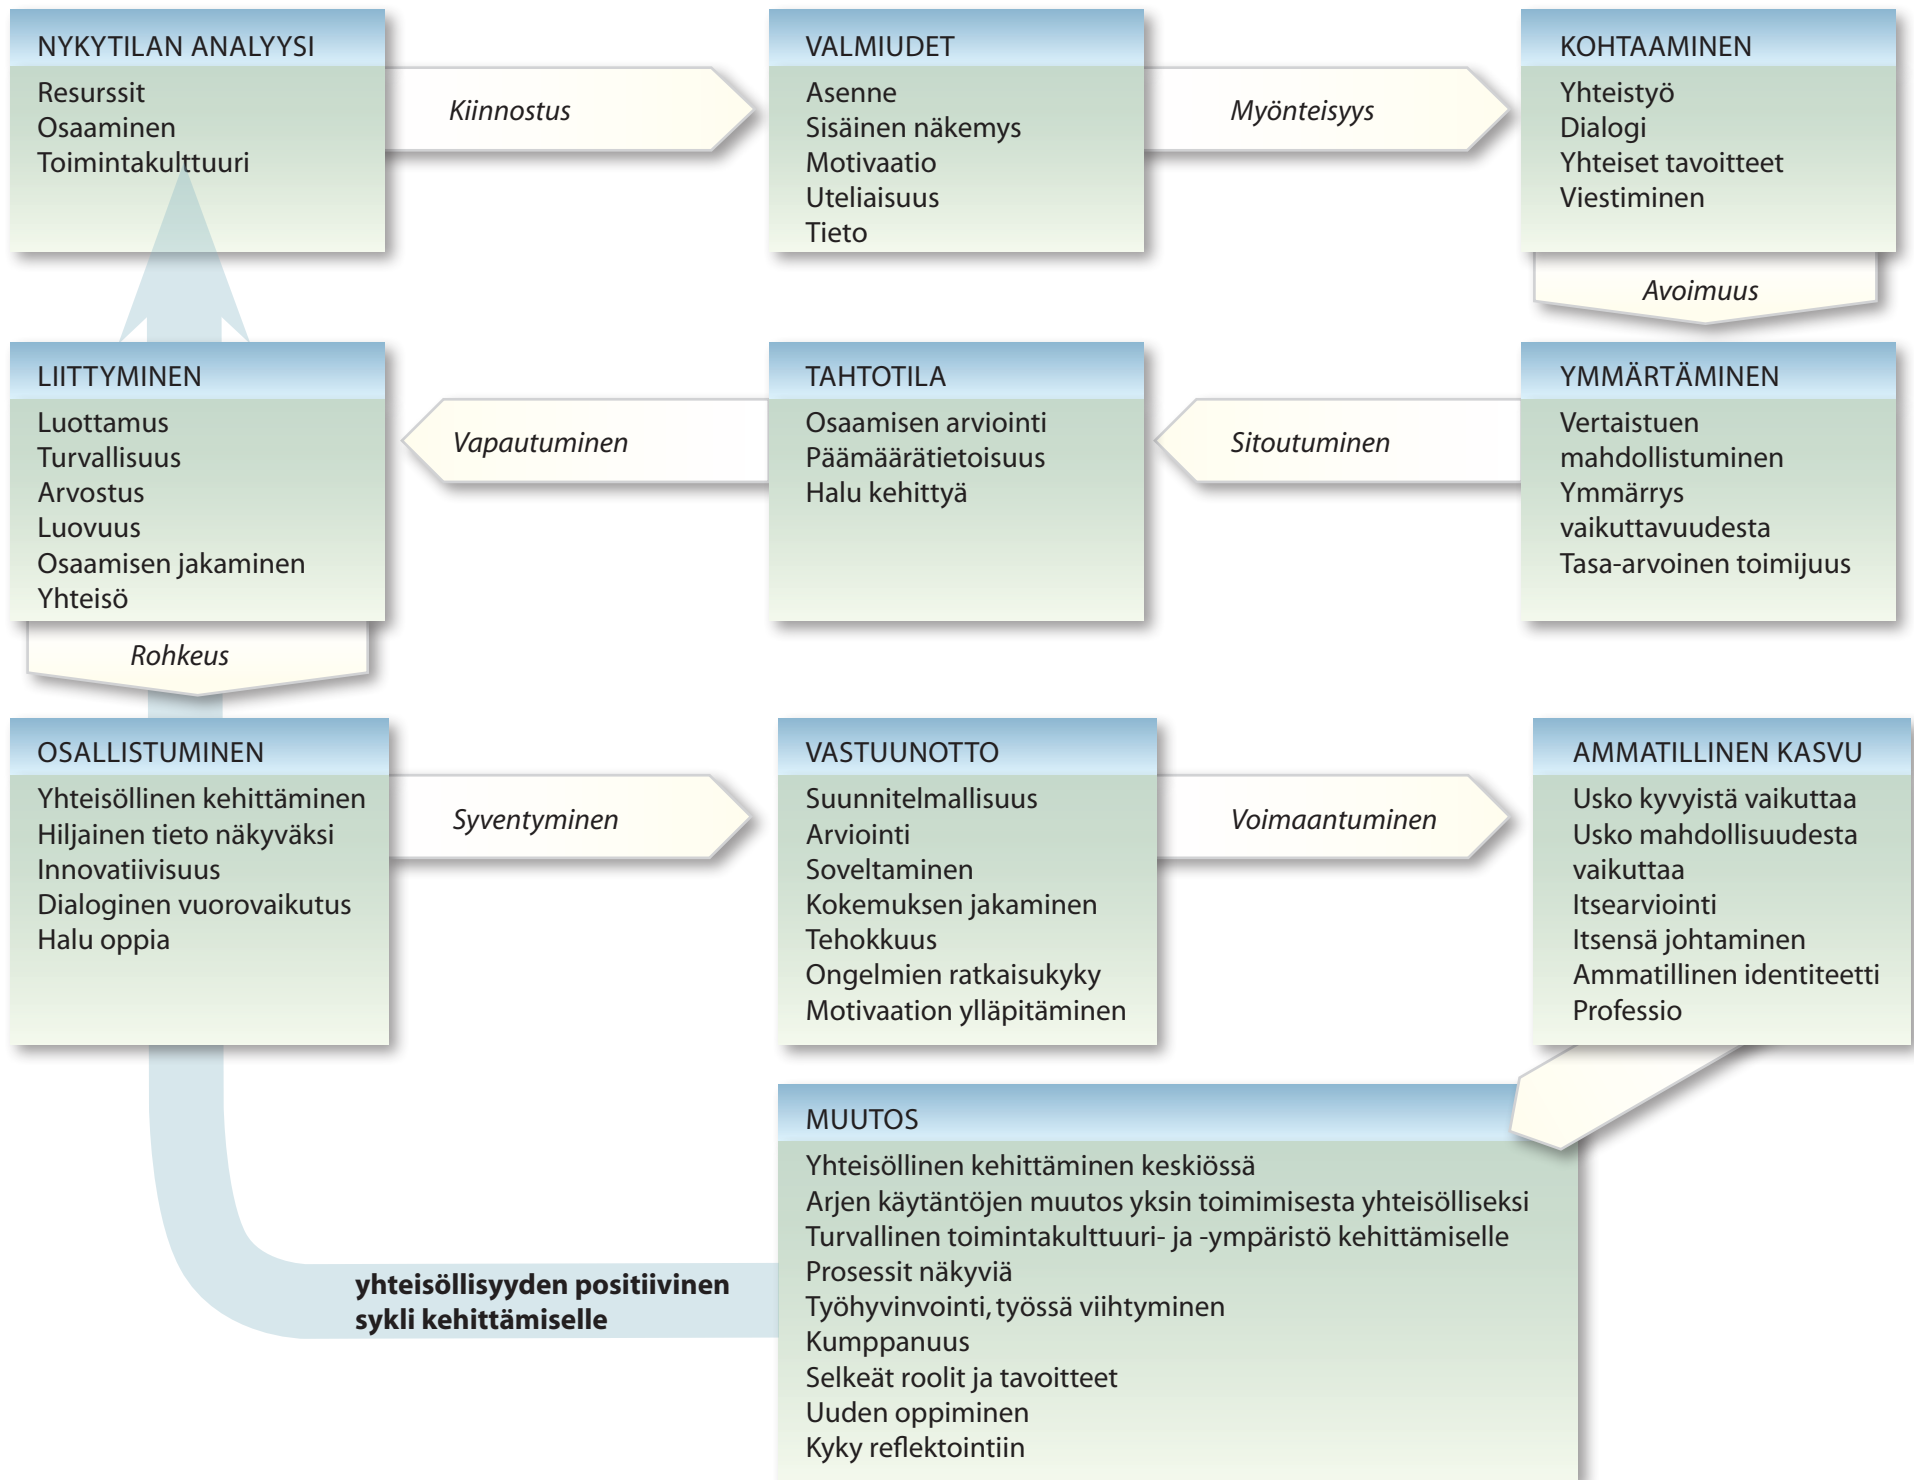 NYKYTILAN ANALYYSI
Resurssit
Osaaminen
Toimintakulttuuri
Kiinnostus
VALMIUDET
Asenne
Sisäinen näkemys
Motivaatio
Uteliaisuus
Tieto
Myönteisyys
KOHTAAMINEN
Yhteistyö
Dialogi
Yhteiset tavoitteet
Viestiminen
Avoimuus
YMMÄRTÄMINEN
Vertaistuen
mahdollistuminen
Ymmärrys
vaikuttavuudesta
Tasa-arvoinen toimijuus
Sitoutuminen
TAHTOTILA
Osaamisen arviointi
Päämäärätietoisuus
Halu kehittyä
Vapautuminen
LIITTYMINEN
Luottamus
Turvallisuus
Arvostus
Luovuus
Osaamisen jakaminen
Yhteisö
Rohkeus
OSALLISTUMINEN
Yhteisöllinen kehittäminen
Hiljainen tieto näkyväksi
Innovatiivisuus
Dialoginen vuorovaikutus
Halu oppia
Syventyminen
VASTUUNOTTO
Suunnitelmallisuus
Arviointi
Soveltaminen
Kokemuksen jakaminen
Tehokkuus
Ongelmien ratkaisukyky
Motivaation ylläpitäminen
Voimaantuminen
AMMATILLINEN KASVU
Usko kyvyistä vaikuttaa
Usko mahdollisuudesta
vaikuttaa
Itsearviointi
Itsensä johtaminen
Ammatillinen identiteetti
Professio
MUUTOS
Yhteisöllinen kehittäminen keskiössä
Arjen käytäntöjen muutos yksin toimimisesta yhteisölliseksi
Turvallinen toimintakulttuuri- ja -ympäristö kehittämiselle
Prosessit näkyviä
Työhyvinvointi, työssä viihtyminen
Kumppanuus
Selkeät roolit ja tavoitteet
Uuden oppiminen
Kyky reflektointiin
yhteisöllisyyden positiivinen
sykli kehittämiselle